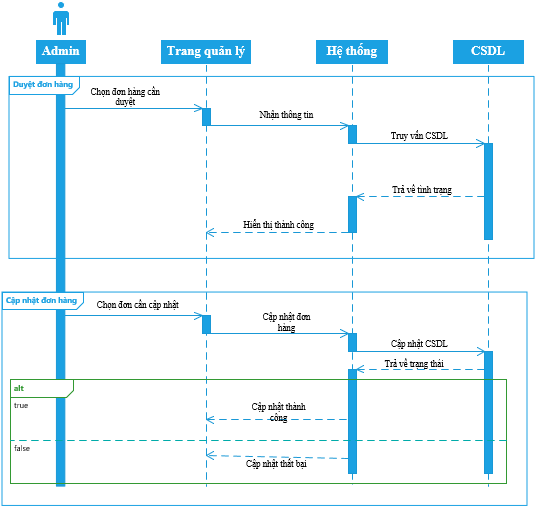 Admin
Trang quản lý
Hệ thống
CSDL
Duyệt đơn hàng
Chọn đơn hàng cần
duyệt
Nhận thông tin
Truy vấn CSDL
Trả về tình trạng
Hiển thị thành công
Cập nhật đơn hàng
Chọn đơn cần cập nhật
Cập nhật đơn
hàng
Cập nhật CSDL
Trả về trạng thái
alt
true
Cập nhật thành
công
false
Cập nhật thất bại